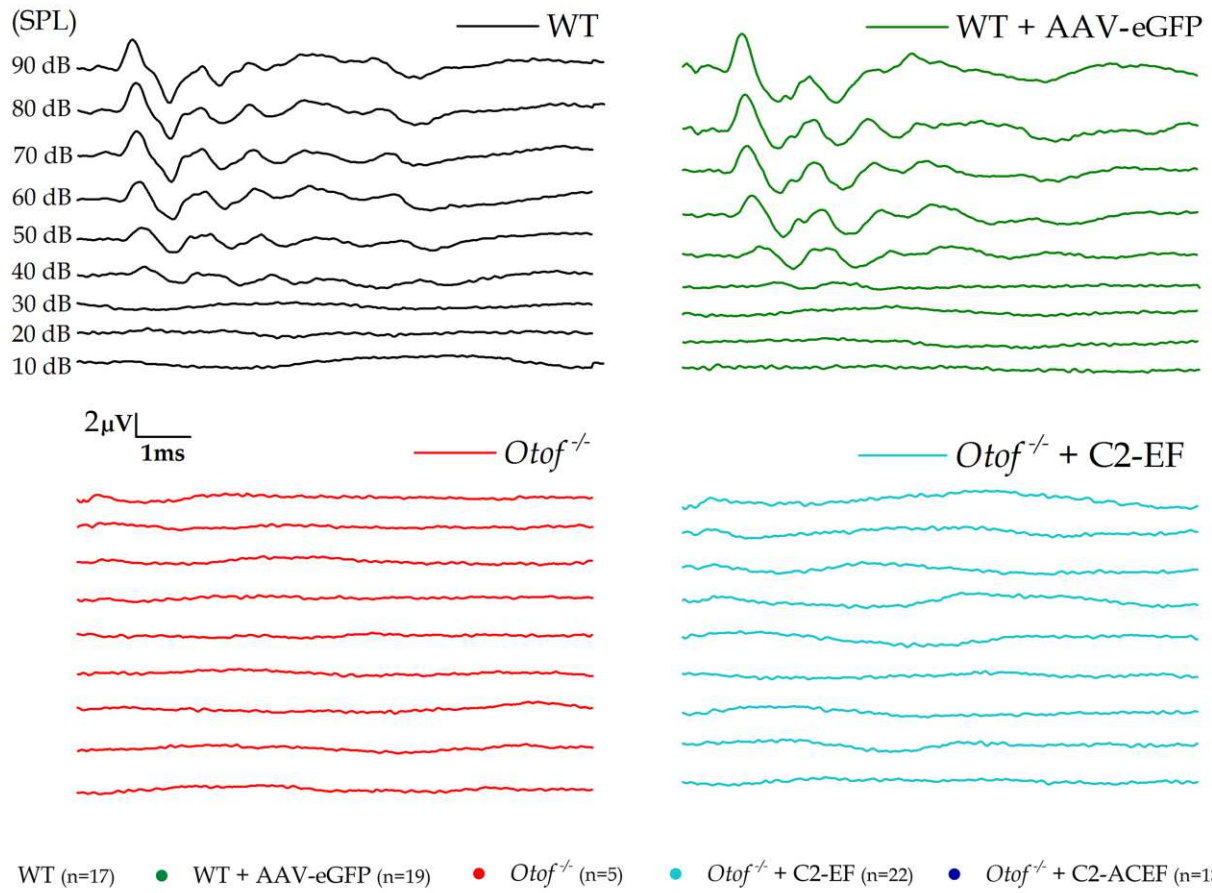 (SPL)
WT
WT + AAV-eGFP
90 dB
80 dB
70 dB
60 dB
50 dB
40 dB
30 dB
20 dB
10 dB
2μV
1ms
Otof -/-
Otof -/- + C2-EF
WT (n=17) WT + AAV-eGFP (n=19) Otof -/- (n=5) Otof -/- + C2-EF (n=22) Otof -/- + C2-ACEF